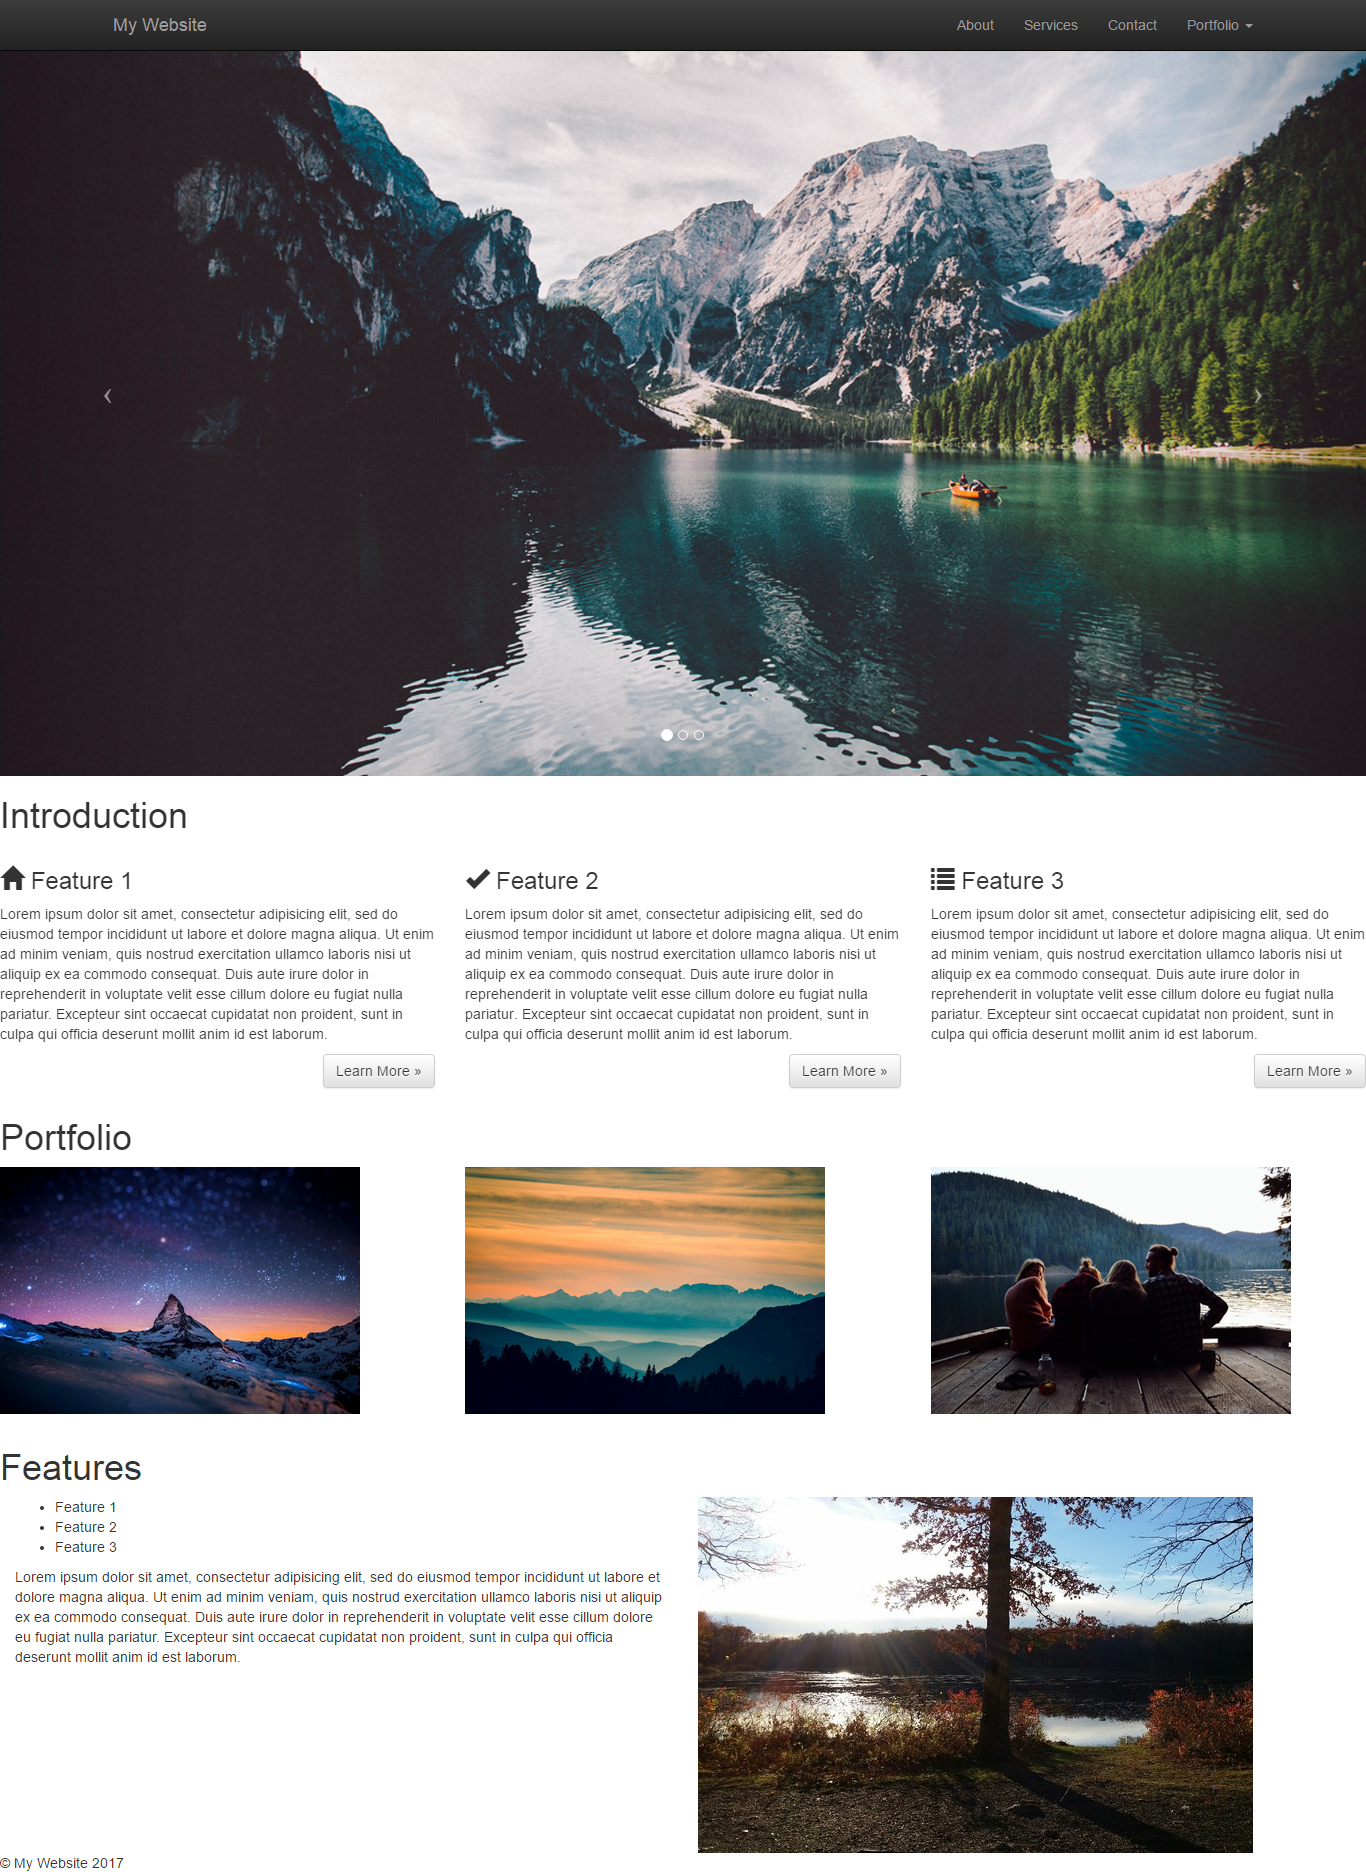 My Website
About Services Contact Portfolio
Introduction
Feature 1
Lorem ipsum dolor sit amet, consectetur adipisicing elit, sed do
eiusmod tempor incididunt ut labore et dolore magna aliqua. Ut enim
ad minim veniam, quis nostrud exercitation ullamco laboris nisi ut
aliquip ex ea commodo consequat. Duis aute irure dolor in
reprehenderit in voluptate velit esse cillum dolore eu fugiat nulla
pariatur. Excepteur sint occaecat cupidatat non proident, sunt in
culpa qui officia deserunt mollit anim id est laborum.
Learn More »
Feature 2
Lorem ipsum dolor sit amet, consectetur adipisicing elit, sed do
eiusmod tempor incididunt ut labore et dolore magna aliqua. Ut enim
ad minim veniam, quis nostrud exercitation ullamco laboris nisi ut
aliquip ex ea commodo consequat. Duis aute irure dolor in
reprehenderit in voluptate velit esse cillum dolore eu fugiat nulla
pariatur. Excepteur sint occaecat cupidatat non proident, sunt in
culpa qui officia deserunt mollit anim id est laborum.
Learn More »
Feature 3
Lorem ipsum dolor sit amet, consectetur adipisicing elit, sed do
eiusmod tempor incididunt ut labore et dolore magna aliqua. Ut enim
ad minim veniam, quis nostrud exercitation ullamco laboris nisi ut
aliquip ex ea commodo consequat. Duis aute irure dolor in
reprehenderit in voluptate velit esse cillum dolore eu fugiat nulla
pariatur. Excepteur sint occaecat cupidatat non proident, sunt in
culpa qui officia deserunt mollit anim id est laborum.
Learn More »
Portfolio
Features
• Feature 1
• Feature 2
• Feature 3
Lorem ipsum dolor sit amet, consectetur adipisicing elit, sed do eiusmod tempor incididunt ut labore et
dolore magna aliqua. Ut enim ad minim veniam, quis nostrud exercitation ullamco laboris nisi ut aliquip
ex ea commodo consequat. Duis aute irure dolor in reprehenderit in voluptate velit esse cillum dolore
eu fugiat nulla pariatur. Excepteur sint occaecat cupidatat non proident, sunt in culpa qui officia
deserunt mollit anim id est laborum.
© My Website 2017